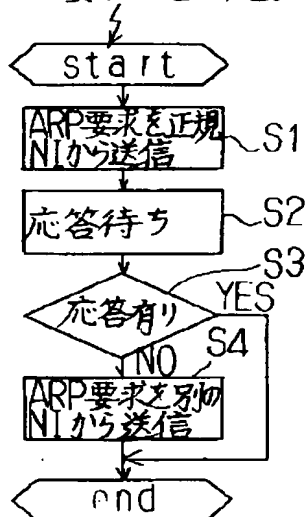 start
ARP要求を正規
NIから送信
S1
応答待ち
S2
S3
応答有り
YES
NO
S4
ARP要求を別の
NIから送信
end